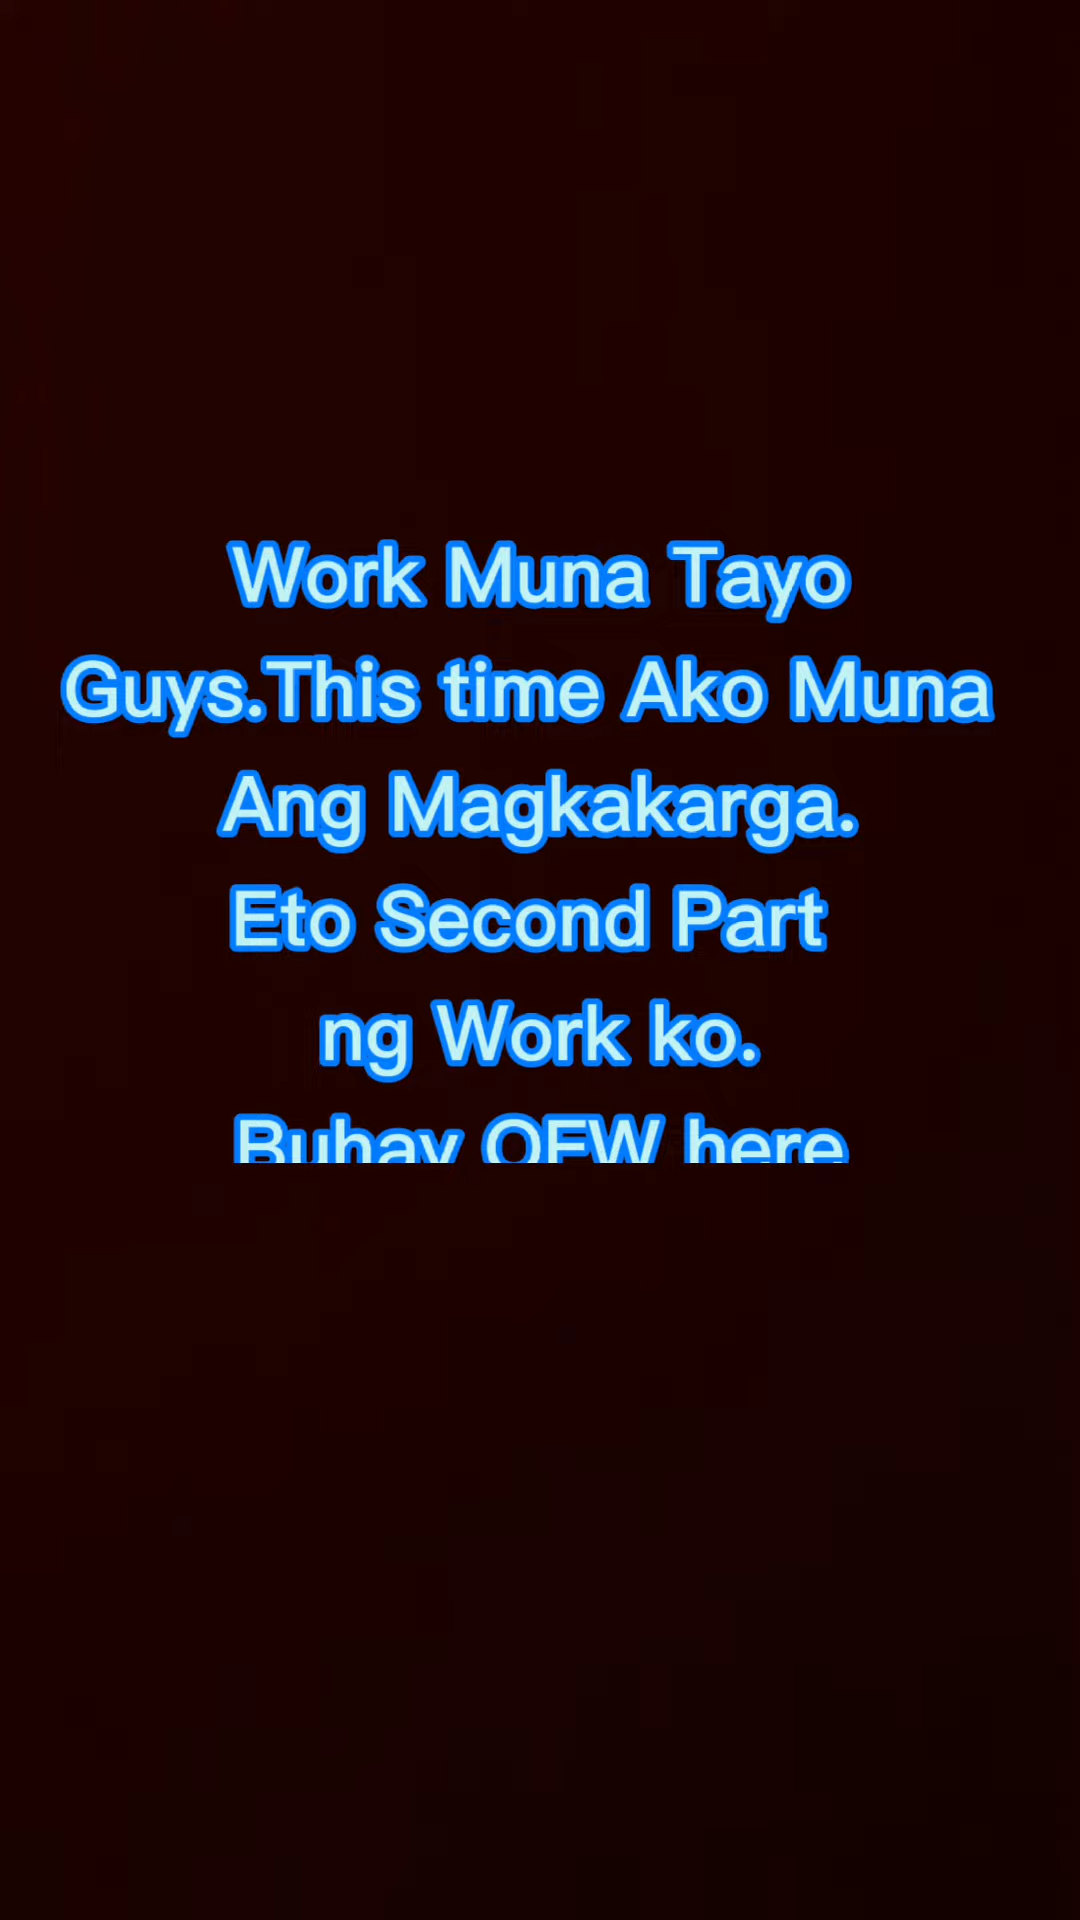 Work Muna Tayo
Guys.This time Ako Muna
Ang Magkakarga.
Eto Second Part
ng Work ko.
Buhay OFW here